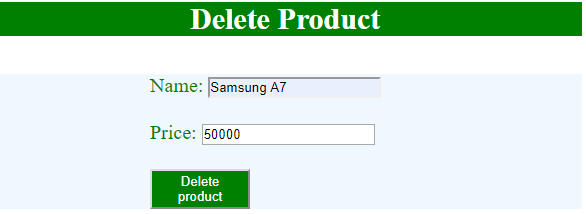 Delete Product
Name: Samsung A7
Price: 50000
Delete
product